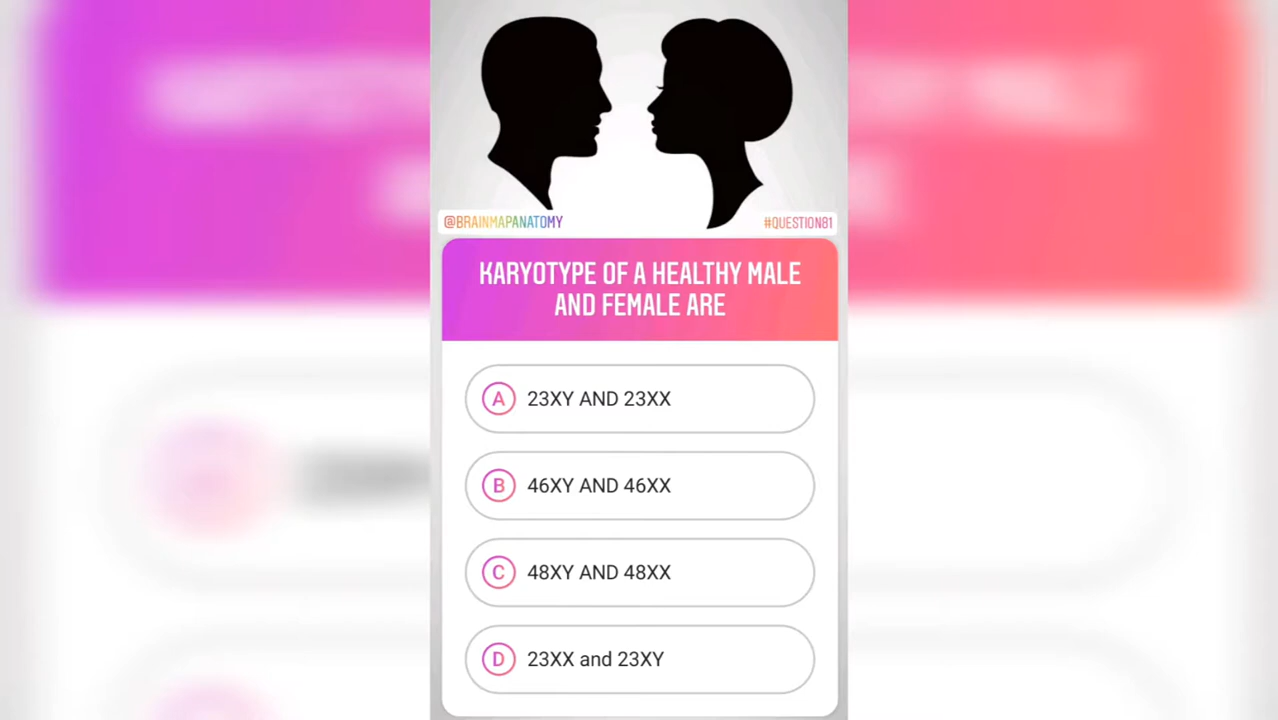 @BRAINMAPANATOMY
#QUESTION81
KARYOTYPE OF A HEALTHY MALE
AND FEMALE ARE
A 23XY AND 23XX
B 46XY AND 46XX
C 48XY AND 48XX
D 23XX and 23XY